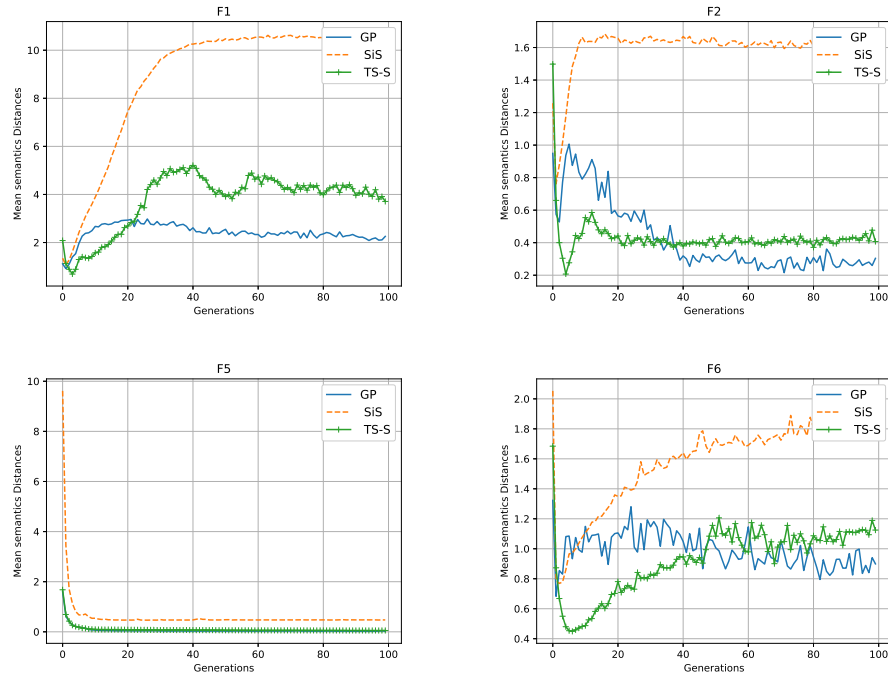 F1
Mean semantics Distances
10
8
6
4
2
0 20 40 60 80 100
Generations
GP
SiS
TS-S
F2
Mean semantics Distances
1.6
1.4
1.2
1.0
0.8
0.6
0.4
0.2
0 20 40 60 80 100
Generations
GP
SiS
TS-S
F5
Mean semantics Distances
10
8
6
4
2
0
0 20 40 60 80 100
Generations
GP
SiS
TS-S
F6
Mean semantics Distances
2.0
1.8
1.6
1.4
1.2
1.0
0.8
0.6
0.4
0 20 40 60 80 100
Generations
GP
SiS
TS-S